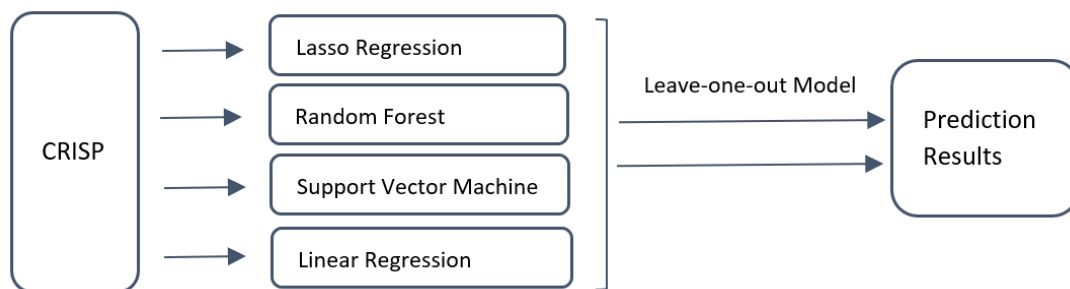 CRISP
Lasso Regression
Random Forest
Support Vector Machine
Linear Regression
Leave-one-out Model
Prediction
Results